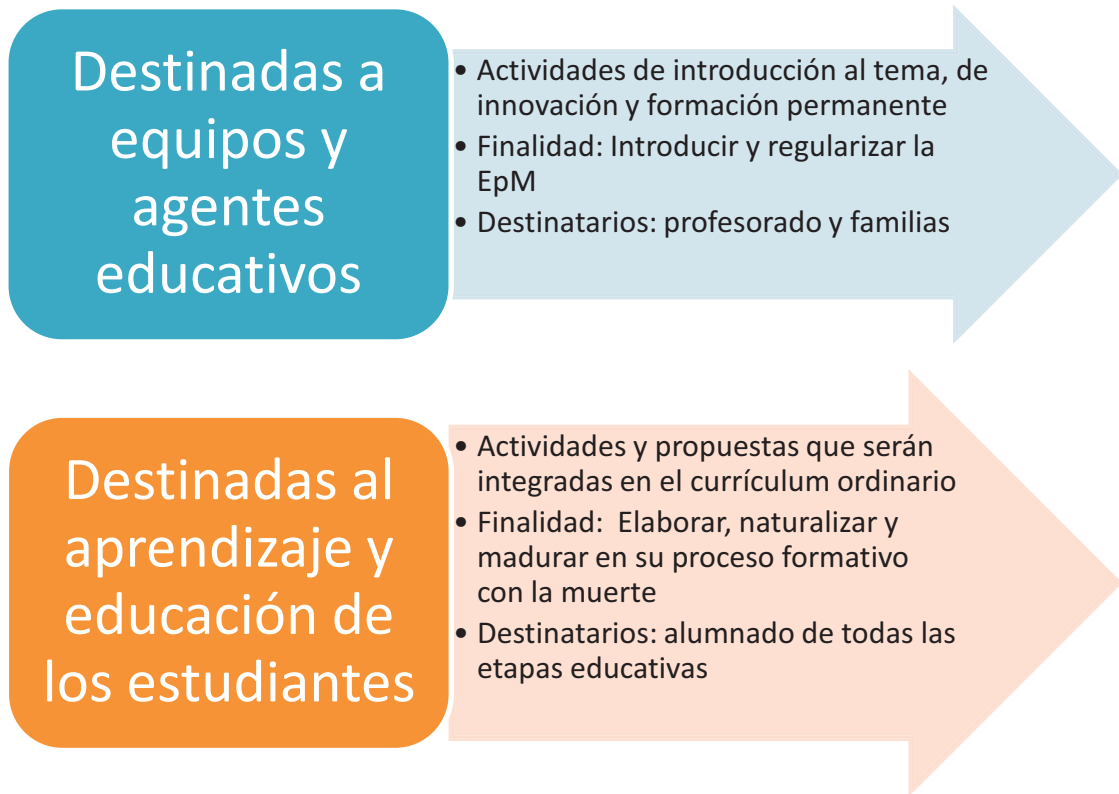 Destinadas a
equipos y
agentes
educativos
• Actividades de introducción al tema, de
innovación y formación permanente
• Finalidad: Introducir y regularizar la
EpM
• Destinatarios: profesorado y familias
Destinadas al
aprendizaje y
educación de
los estudiantes
• Actividades y propuestas que serán
integradas en el currículum ordinario
• Finalidad:  Elaborar, naturalizar y
madurar en su proceso formativo
con la muerte
• Destinatarios: alumnado de todas las
etapas educativas